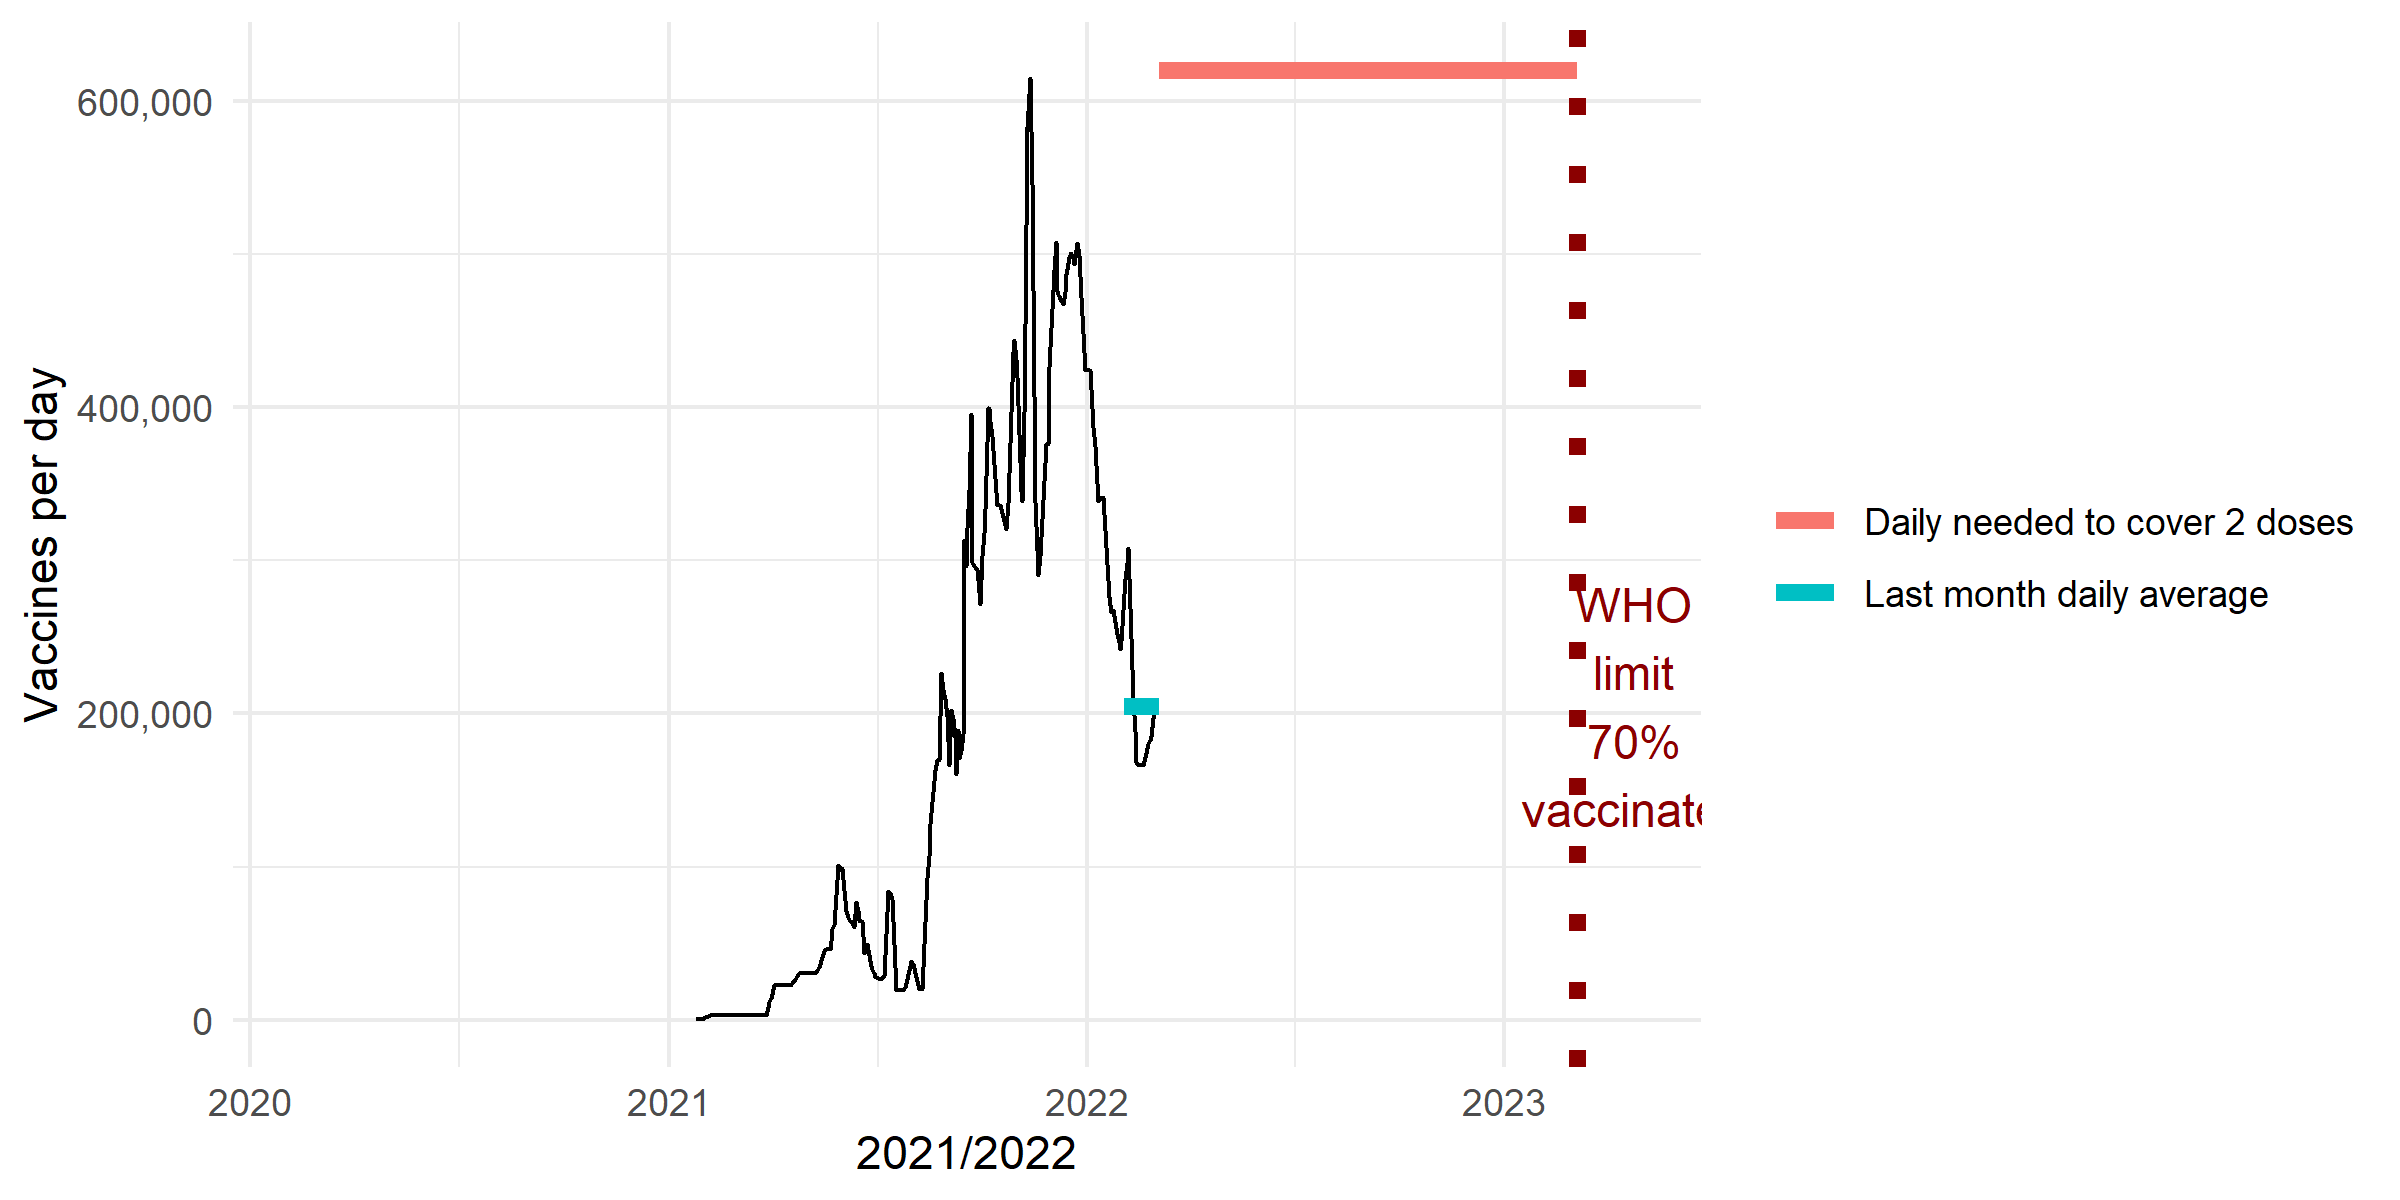 600,000
400,000
200,000
0
Vaccines per day
2020
2021
2022
2023
2021/2022
WHO
limit
70%
vaccinate
Daily needed to cover 2 doses
Last month daily average